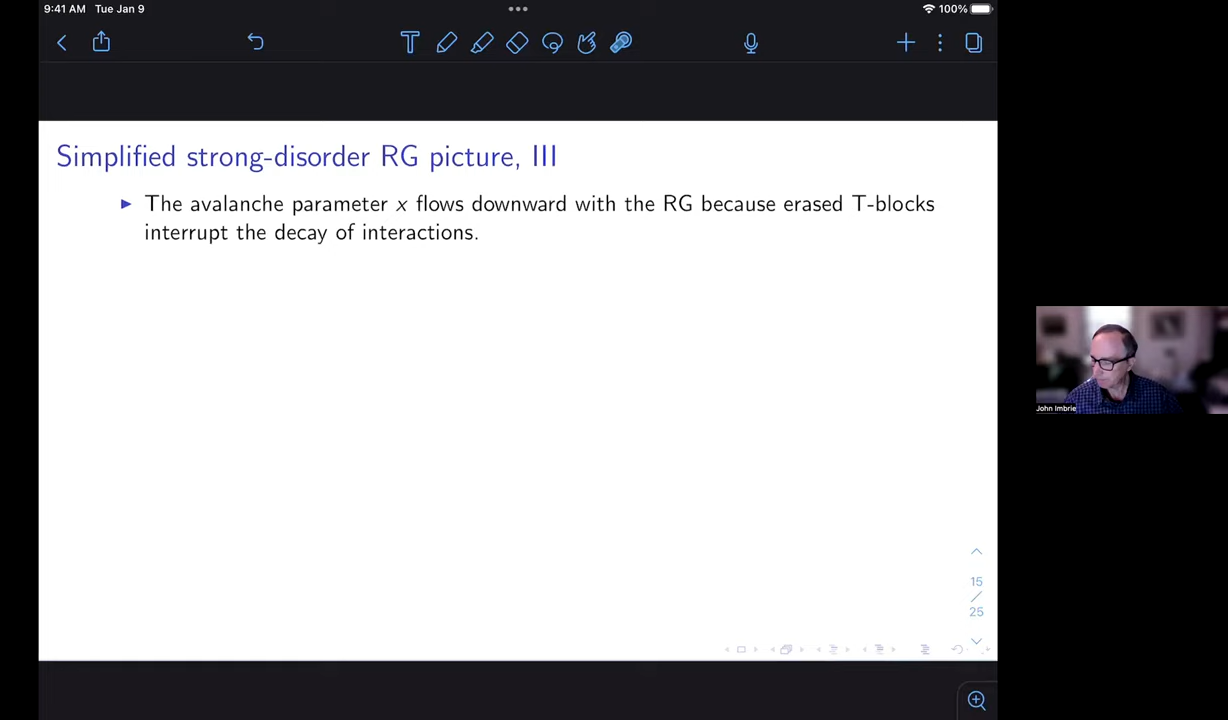 9:41 AM Tue Jan 9
100%
Simplified strong-disorder RG picture, III
The avalanche parameter x flows downward with the RG because erased T-blocks
interrupt the decay of interactions.
John Imbrie
15
/
25